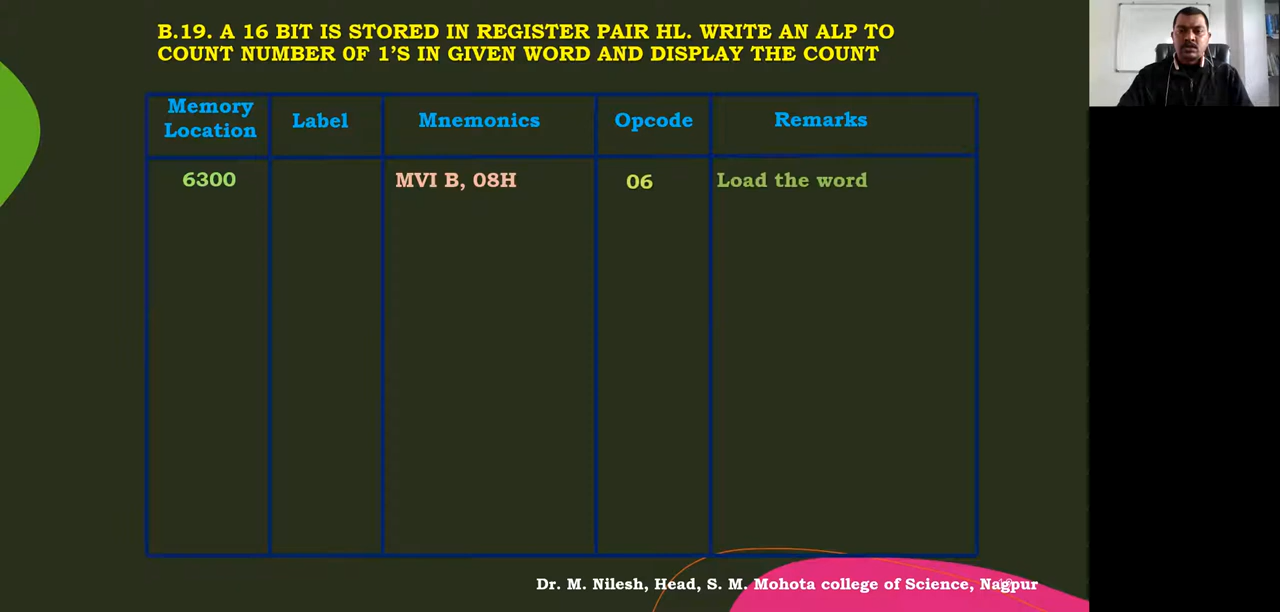 B.19. A 16 BIT IS STORED IN REGISTER PAIR HL. WRITE AN ALP TO
COUNT NUMBER 0F 1'S IN GIVEN WORD AND DISPLAY THE COUNT
Memory Location Label Mnemonics Opcode Remarks
6300 MVI B, 08H 06 Load the word
Dr. M. Nilesh, Head, S. M. Mohota college of Science, Nagpur